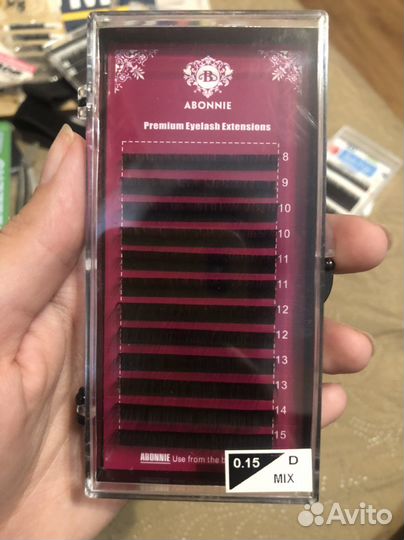 B
ABONNIE
Premium Eyelash Extensions
8
9
10
10
11
11
12
12
13
13
14
15
ABONNIE Use from the
0.15 D
MIX
Avito